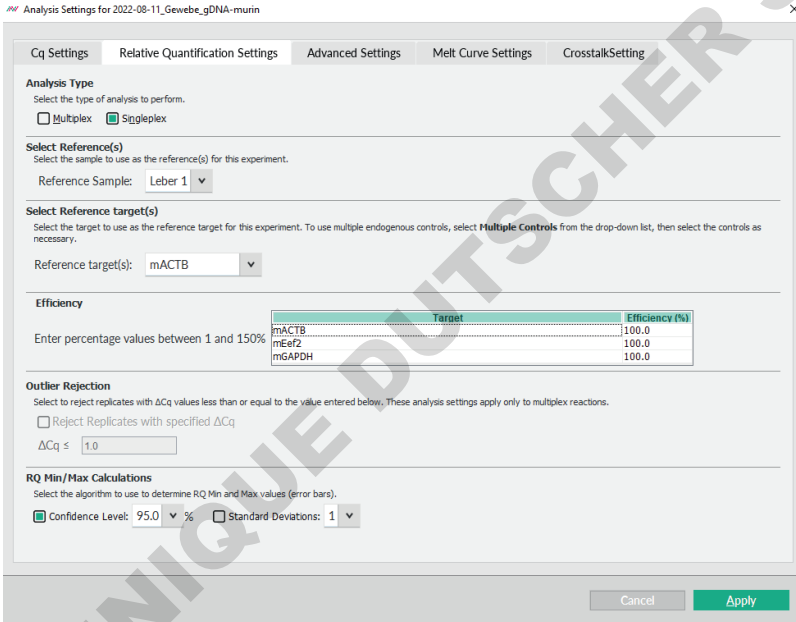 Analysis Settings for 2022-08-11_Gewebe_gDNA-murin
Cq Settings Relative Quantification Settings Advanced Settings Melt Curve Settings CrosstalkSetting
Analysis Type
Select the type of analysis to perform.
Multiplex Singleplex
Select Reference(s)
Select the sample to use as the reference(s) for this experiment.
Reference Sample: Leber 1
Select Reference target(s)
Select the target to use as the reference target for this experiment. To use multiple endogenous controls, select Multiple Controls from the drop-down list, then select the controls as
necessary.
Reference target(s): mACTB
Efficiency
Target Efficiency (%)
mACTB 100.0
Enter percentage values between 1 and 150% mEef2 100.0
mGAPDH 100.0
Outlier Rejection
Select to reject replicates with ΔCq values less than or equal to the value entered below. These analysis settings apply only to multiplex reactions.
Reject Replicates with specified ΔCq
ΔCq ≤ 1.0
RQ Min/Max Calculations
Select the algorithm to use to determine RQ Min and Max values (error bars).
Confidence Level: 95.0 % Standard Deviations: 1
Cancel Apply
NIQUE DUTSCHER S